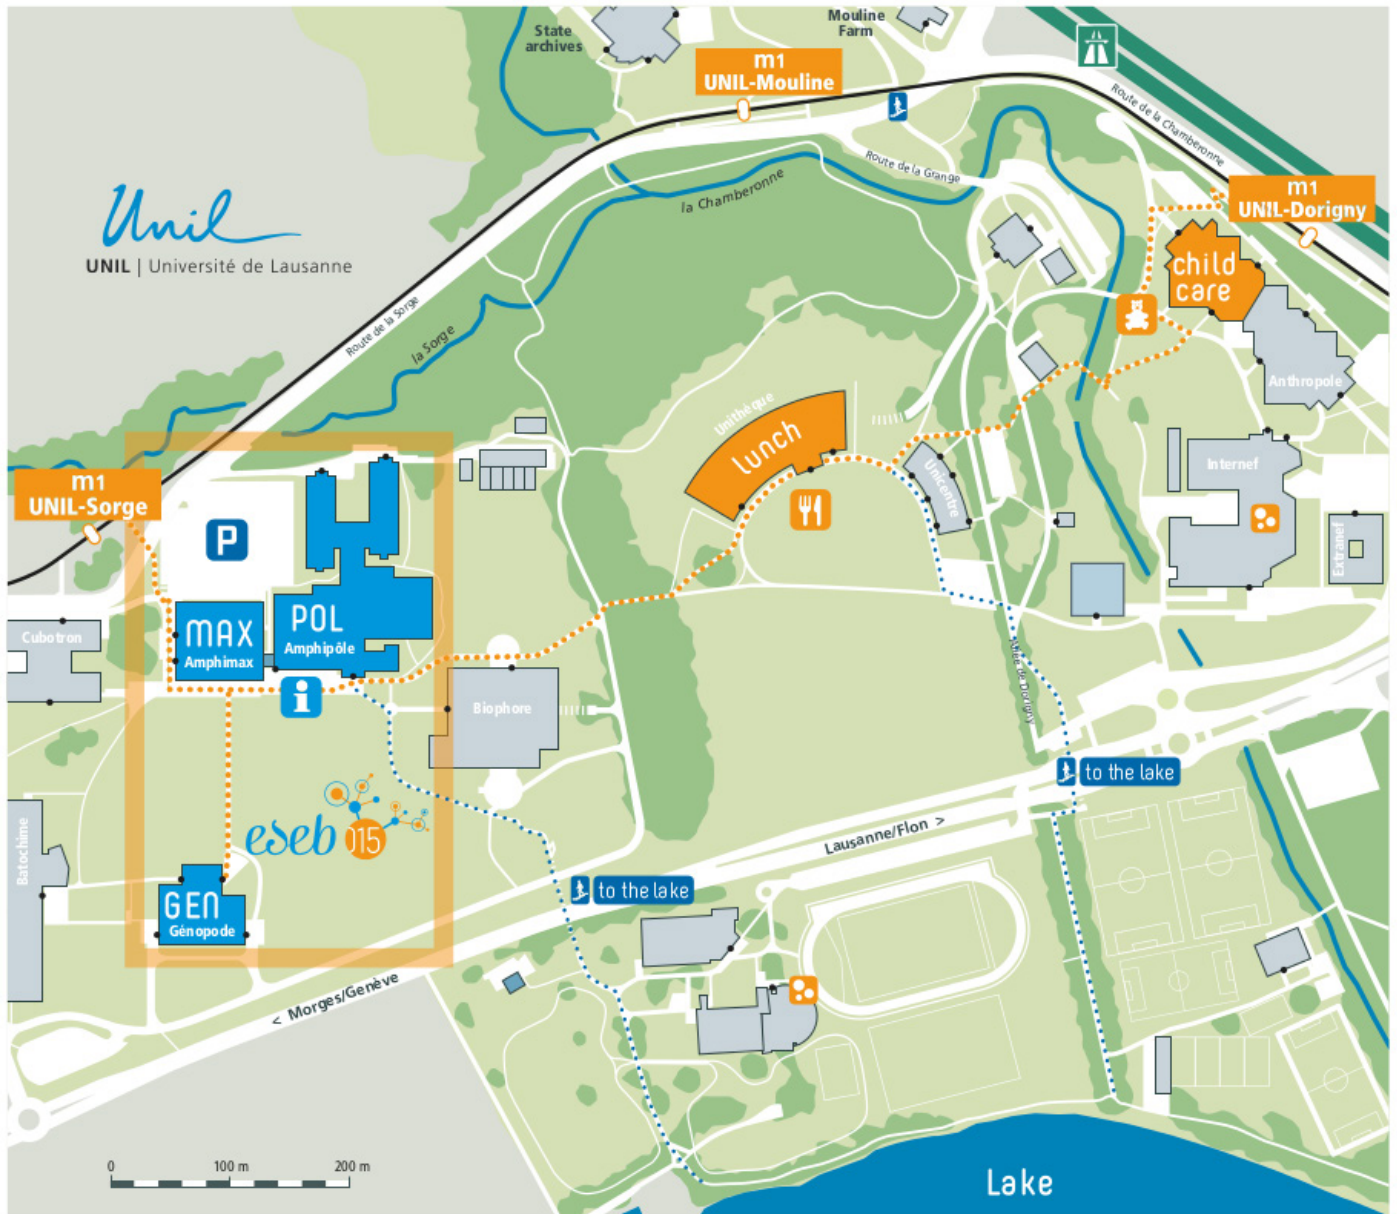 State
archives
Mouline
Farm
m1
UNIL-Mouline
Route de la Chamberonne
Route de la Grange
la Chamberonne
m1
UNIL-Dorigny
Unil
UNIL | Université de Lausanne
child
care
Route de la Sorge
la Sorge
Anthropole
Unithèque
lunch
Internef
Unicentre
m1
UNIL-Sorge
P
Extranef
MAX
Amphimax
POL
Amphipôle
Cubotron
i
Allée de Dorigny
Biophore
to the lake
eseb 015
Batochime
Lausanne/Flon >
to the lake
GEN
Génopode
< Morges/Genève
0 100 m 200 m
Lake